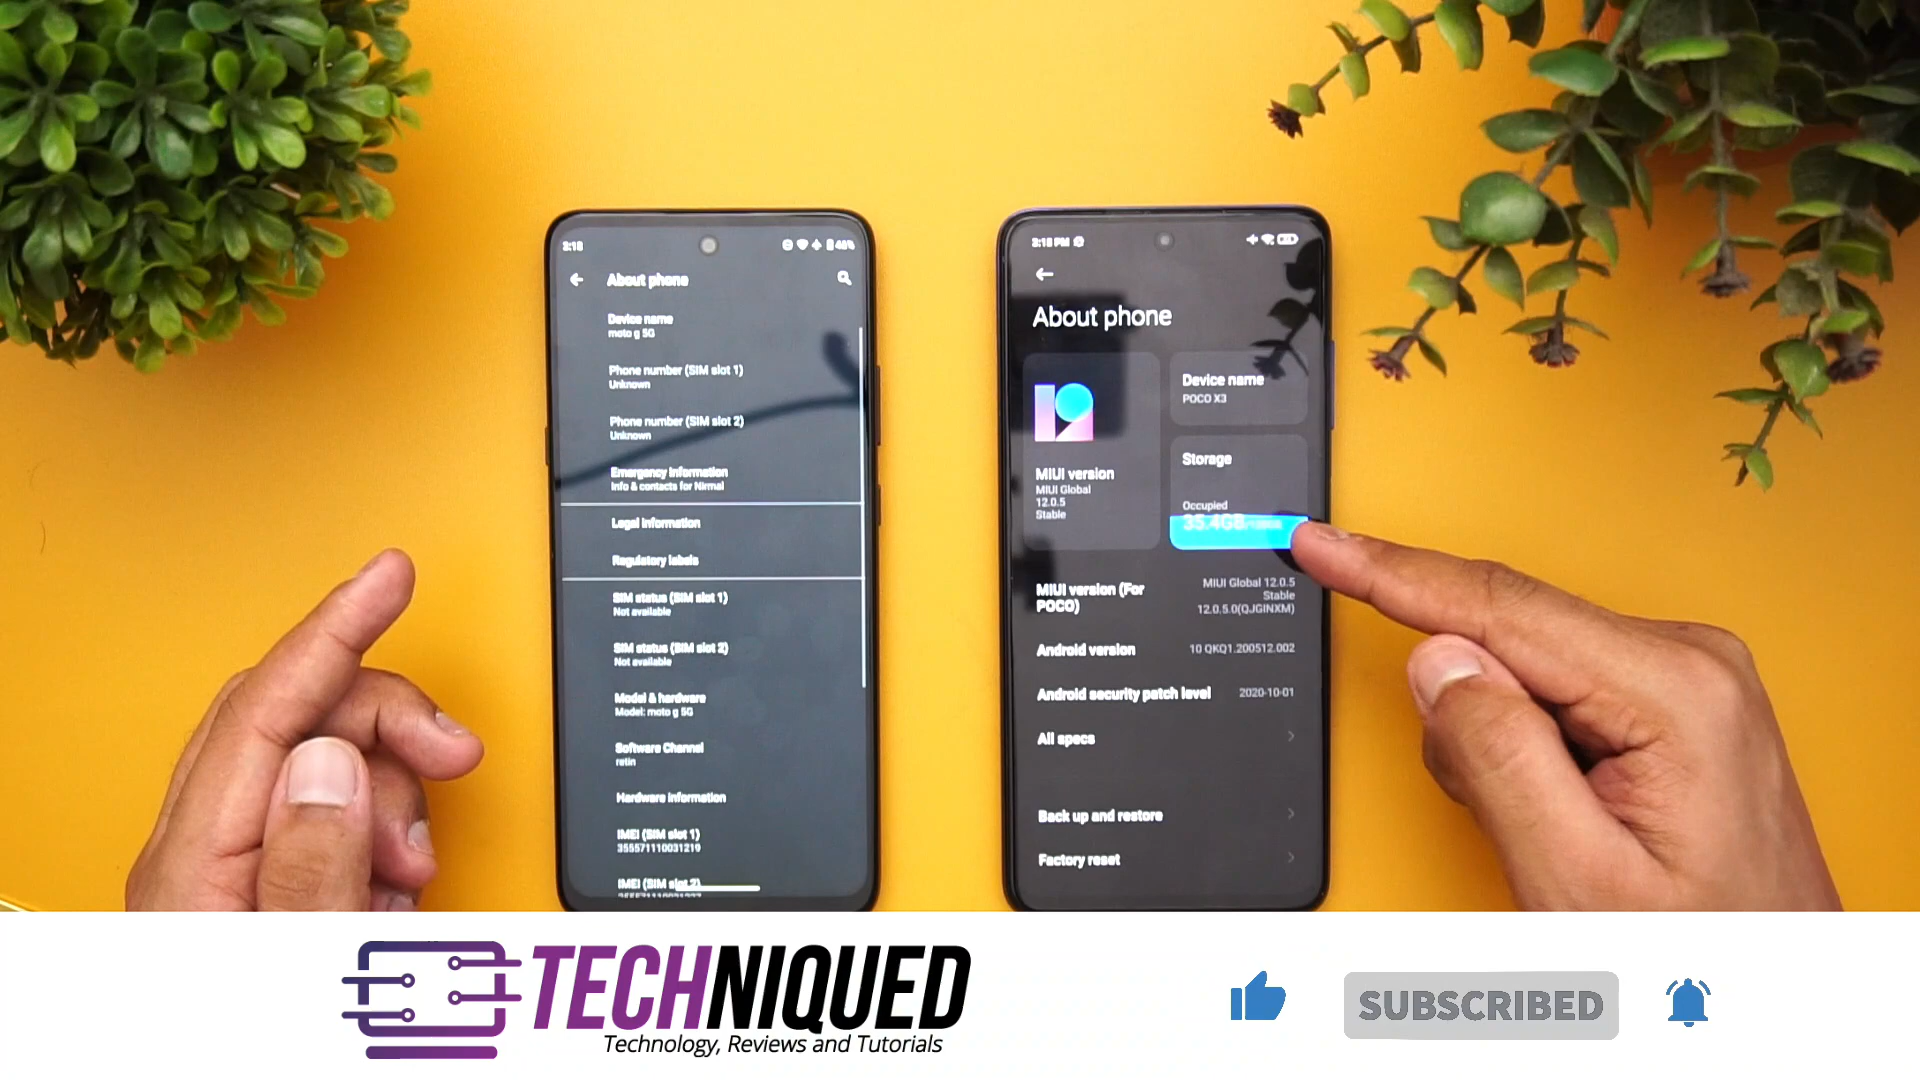 3:18
46%
About phone
Device name
moto g 5G
Phone number (SIM slot 1)
Unknown
Phone number (SIM slot 2)
Unknown
Emergency information
Info & contacts for Nirmal
Legal information
Regulatory labels
SIM status (SIM slot 1)
Not available
SIM status (SIM slot 2)
Not available
Model & hardware
Model: moto g 5G
Software Channel
retin
Hardware information
IMEI (SIM slot 1)
355571110031219
IMEI (SIM slot 2)
3:18 PM
About phone
MIUI version
MIUI Global
12.0.5
Stable
Device name
POCO X3
Storage
Occupied
35.4GB
MIUI version (For
POCO)
MIUI Global 12.0.5
Stable
12.0.5.0(QJGINXM)
Android version
10 QKQ1.200512.002
Android security patch level
2020-10-01
All specs
Back up and restore
Factory reset
TECHNIQUED
Technology, Reviews and Tutorials
SUBSCRIBED